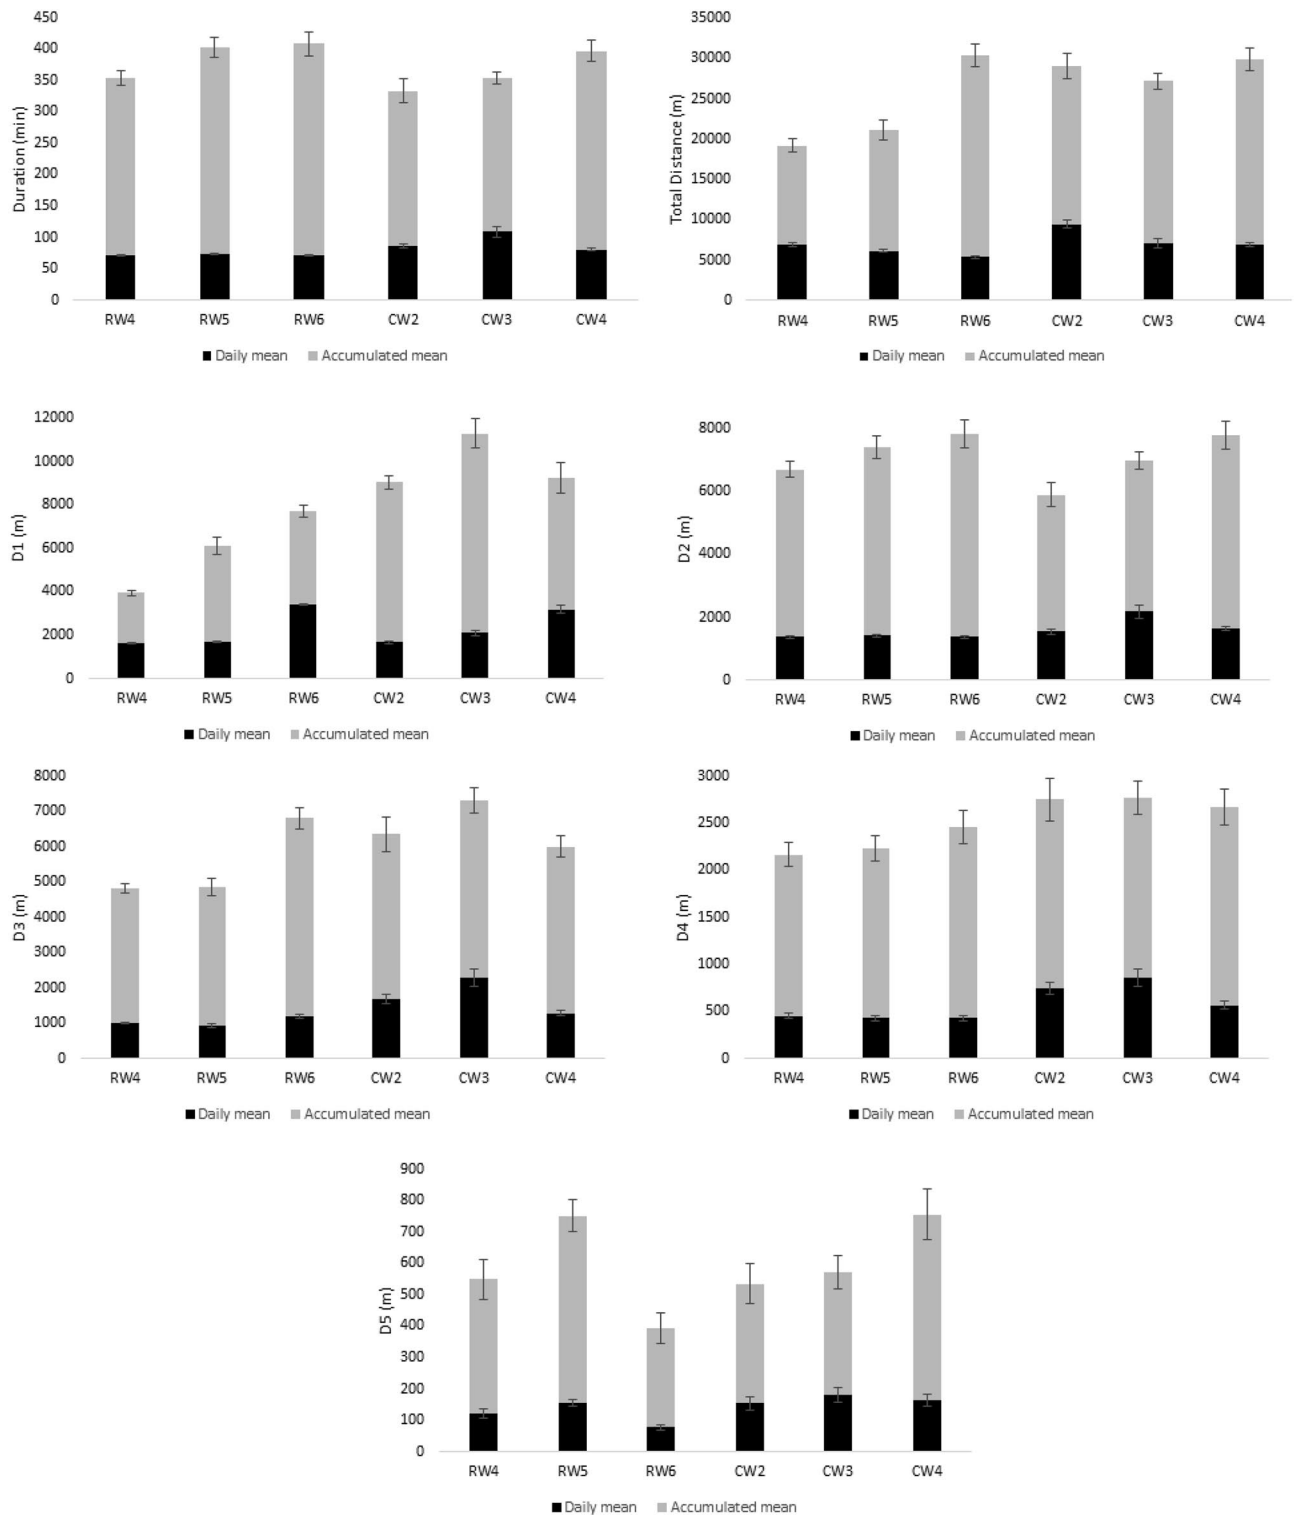 450
400
350
300
250
200
150
100
50
0
Duration (min)
RW4 RW5 RW6 CW2 CW3 CW4
Daily mean Accumulated mean
35000
30000
25000
20000
15000
10000
5000
0
Total Distance (m)
RW4 RW5 RW6 CW2 CW3 CW4
Daily mean Accumulated mean
12000
10000
8000
6000
4000
2000
0
D1 (m)
RW4 RW5 RW6 CW2 CW3 CW4
Daily mean Accumulated mean
8000
6000
4000
2000
0
D2 (m)
RW4 RW5 RW6 CW2 CW3 CW4
Daily mean Accumulated mean
8000
7000
6000
5000
4000
3000
2000
1000
0
D3 (m)
RW4 RW5 RW6 CW2 CW3 CW4
Daily mean Accumulated mean
3000
2500
2000
1500
1000
500
0
D4 (m)
RW4 RW5 RW6 CW2 CW3 CW4
Daily mean Accumulated mean
900
800
700
600
500
400
300
200
100
0
D5 (m)
RW4 RW5 RW6 CW2 CW3 CW4
Daily mean Accumulated mean